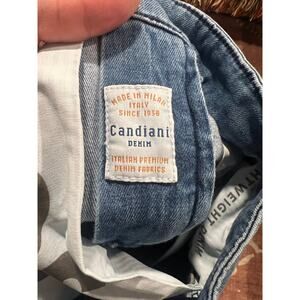 MADE IN MILAN
ITALY
SINCE 1938
Candiani
DENIM
ITALIAN PREMIUM
DENIM FABRICS